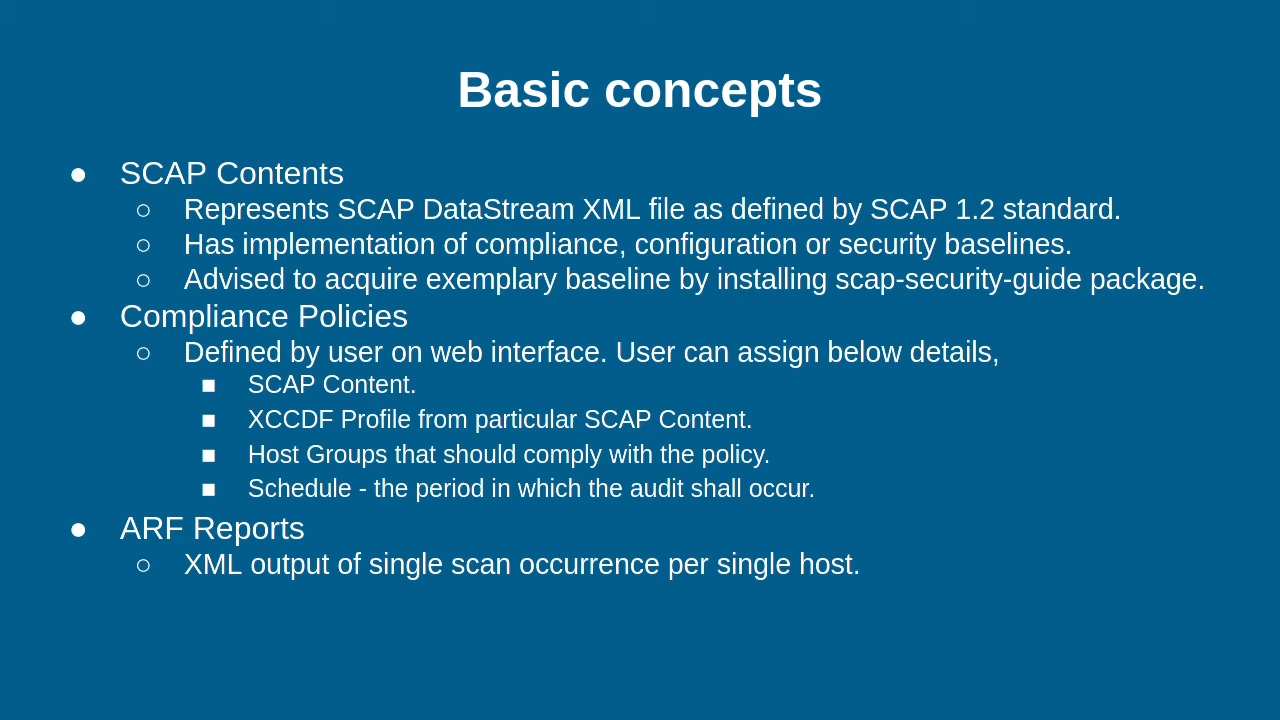 Basic concepts
● SCAP Contents
○ Represents SCAP DataStream XML file as defined by SCAP 1.2 standard.
○ Has implementation of compliance, configuration or security baselines.
○ Advised to acquire exemplary baseline by installing scap-security-guide package.
● Compliance Policies
○ Defined by user on web interface. User can assign below details,
■ SCAP Content.
■ XCCDF Profile from particular SCAP Content.
■ Host Groups that should comply with the policy.
■ Schedule - the period in which the audit shall occur.
● ARF Reports
○ XML output of single scan occurrence per single host.